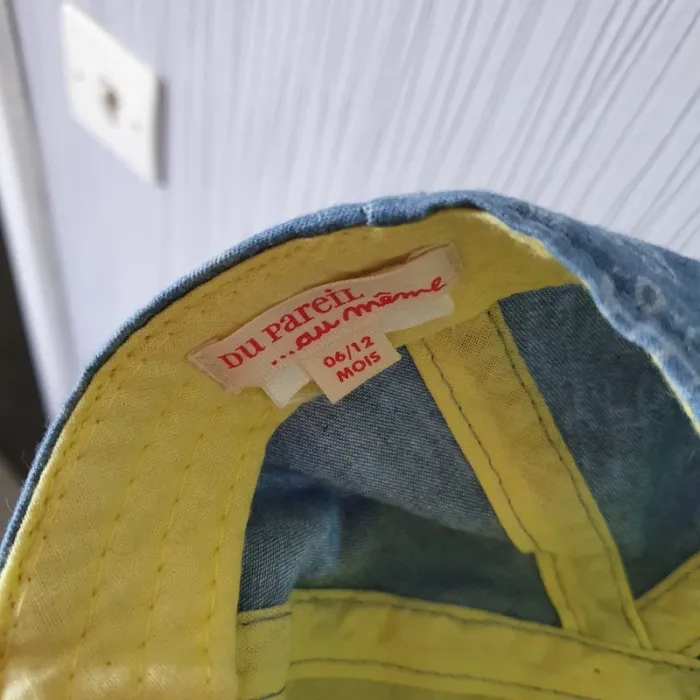 DU PAREIL
...au même
06/12
MOIS